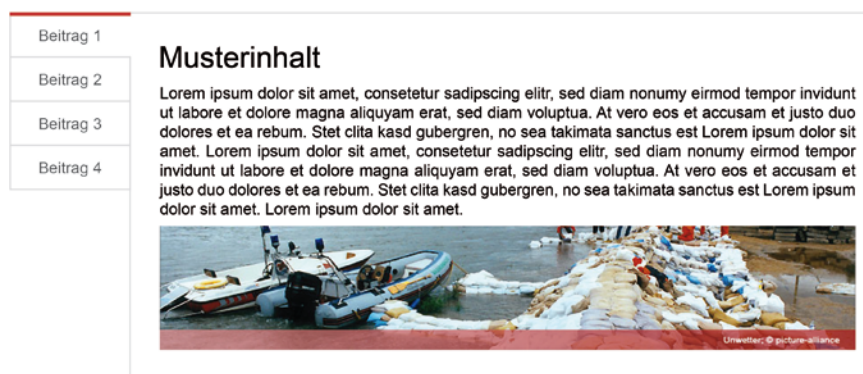 Beitrag 1
Beitrag 2
Beitrag 3
Beitrag 4
Musterinhalt
Lorem ipsum dolor sit amet, consetetur sadipscing elitr, sed diam nonumy eirmod tempor invidunt
ut labore et dolore magna aliquyam erat, sed diam voluptua. At vero eos et accusam et justo duo
dolores et ea rebum. Stet clita kasd gubergren, no sea takimata sanctus est Lorem ipsum dolor sit
amet. Lorem ipsum dolor sit amet, consetetur sadipscing elitr, sed diam nonumy eirmod tempor
invidunt ut labore et dolore magna aliquyam erat, sed diam voluptua. At vero eos et accusam et
justo duo dolores et ea rebum. Stet clita kasd gubergren, no sea takimata sanctus est Lorem ipsum
dolor sit amet. Lorem ipsum dolor sit amet.
Unwetter; © picture-alliance